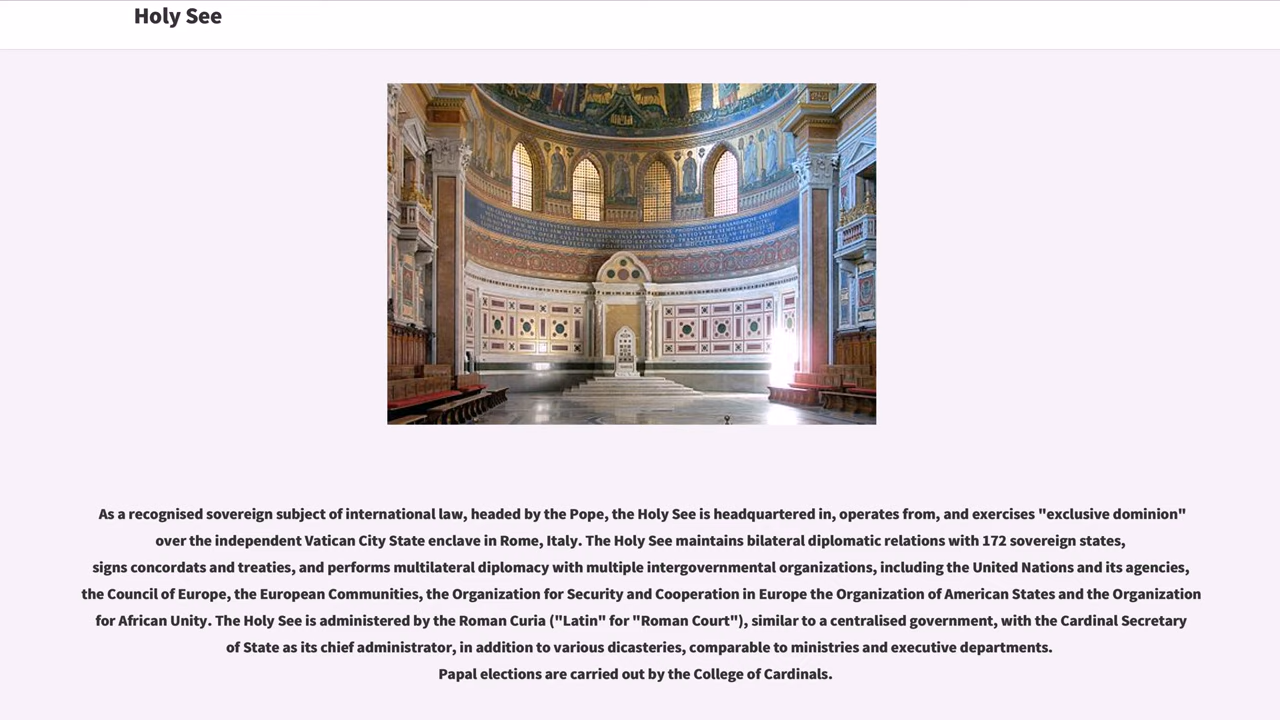 Holy See
As a recognised sovereign subject of international law, headed by the Pope, the Holy See is headquartered in, operates from, and exercises "exclusive dominion"
over the independent Vatican City State enclave in Rome, Italy. The Holy See maintains bilateral diplomatic relations with 172 sovereign states,
signs concordats and treaties, and performs multilateral diplomacy with multiple intergovernmental organizations, including the United Nations and its agencies,
the Council of Europe, the European Communities, the Organization for Security and Cooperation in Europe the Organization of American States and the Organization
for African Unity. The Holy See is administered by the Roman Curia ("Latin" for "Roman Court"), similar to a centralised government, with the Cardinal Secretary
of State as its chief administrator, in addition to various dicasteries, comparable to ministries and executive departments.
Papal elections are carried out by the College of Cardinals.